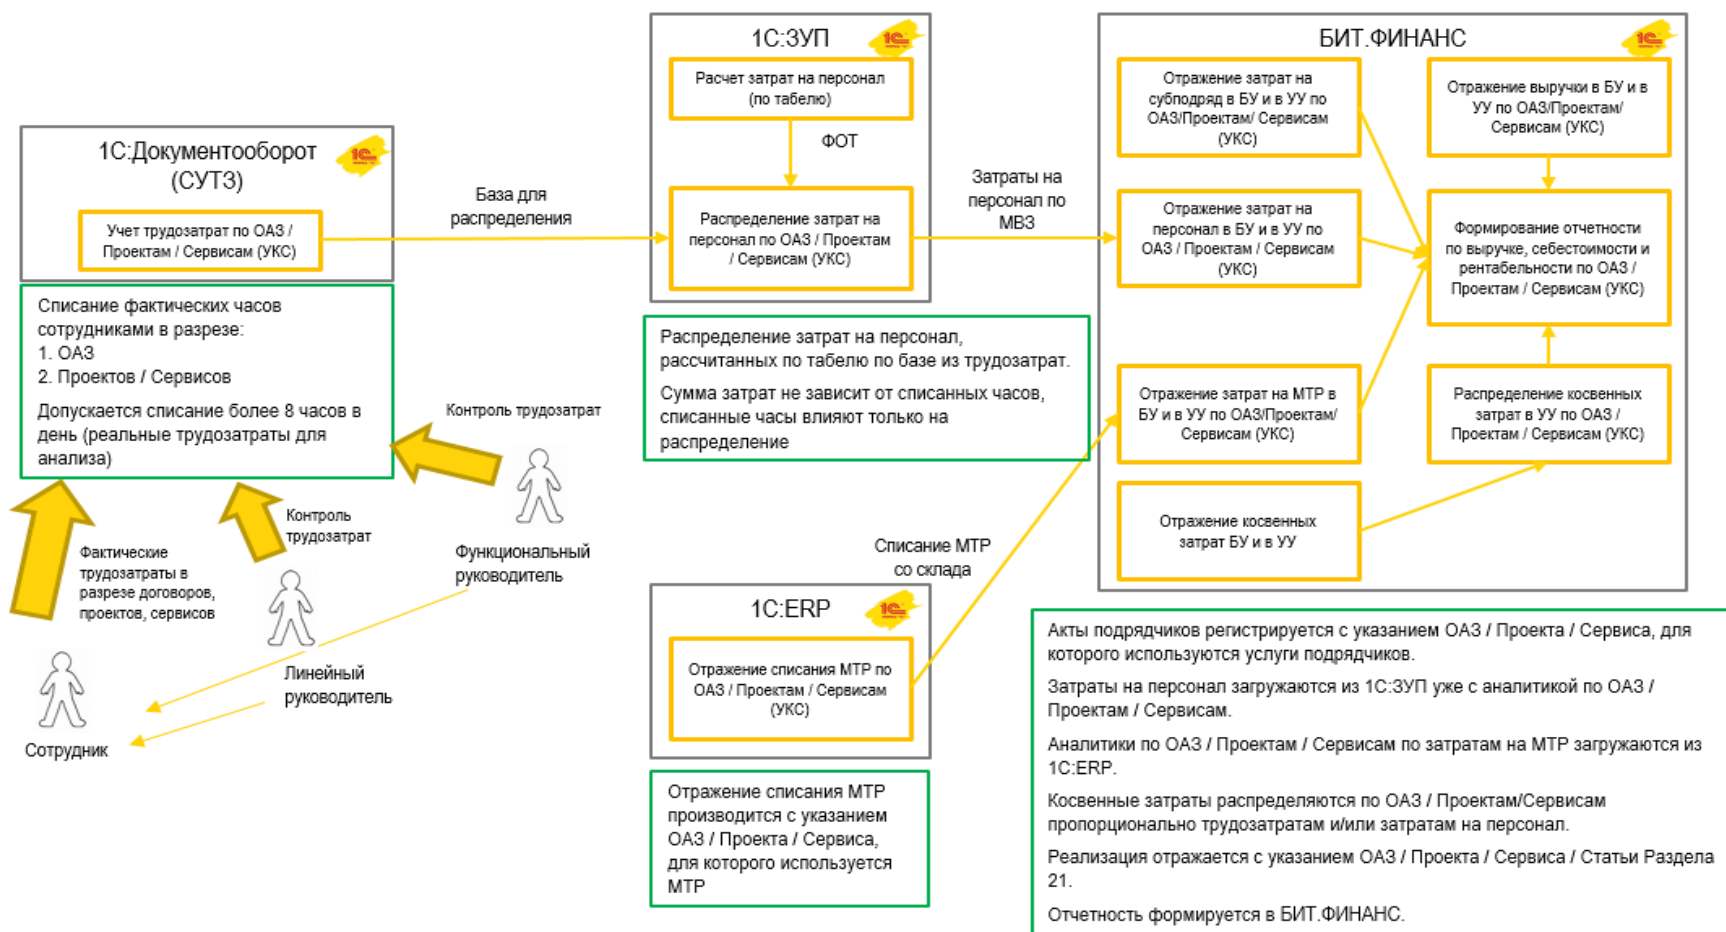 1С:Документооборот
(СУТЗ)
Учет трудозатрат по ОАЗ /
Проектам / Сервисам (УКС)
Списание фактических часов
сотрудниками в разрезе:
1. ОАЗ
2. Проектов / Сервисов
Допускается списание более 8 часов в
день (реальные трудозатраты для
анализа)
Контроль трудозатрат
Контроль
трудозатрат
Фактические
трудозатраты в
разрезе договоров,
проектов, сервисов
Функциональный
руководитель
Линейный
руководитель
Сотрудник
База для
распределения
1С:ЗУП
Расчет затрат на персонал
(по табелю)
ФОТ
Распределение затрат на
персонал по ОАЗ / Проектам
/ Сервисам (УКС)
Распределение затрат на персонал,
рассчитанных по табелю по базе из трудозатрат.
Сумма затрат не зависит от списанных часов,
списанные часы влияют только на
распределение
Затраты на
персонал по
МВЗ
Списание МТР
со склада
1С:ERP
Отражение списания МТР по
ОАЗ / Проектам / Сервисам
(УКС)
Отражение списания МТР
производится с указанием
ОАЗ / Проекта / Сервиса,
для которого используется
МТР
БИТ.ФИНАНС
Отражение затрат на
субподряд в БУ и в УУ по
ОАЗ/Проектам/ Сервисам
(УКС)
Отражение выручки в БУ и в
УУ по ОАЗ/Проектам/
Сервисам (УКС)
Отражение затрат на
персонал в БУ и в УУ по
ОАЗ / Проектам / Сервисам
(УКС)
Формирование отчетности
по выручке, себестоимости и
рентабельности по ОАЗ /
Проектам / Сервисам (УКС)
Отражение затрат на МТР в
БУ и в УУ по ОАЗ/Проектам/
Сервисам (УКС)
Распределение косвенных
затрат в УУ по ОАЗ /
Проектам / Сервисам (УКС)
Отражение косвенных
затрат БУ и в УУ
Акты подрядчиков регистрируется с указанием ОАЗ / Проекта / Сервиса, для
которого используются услуги подрядчиков.
Затраты на персонал загружаются из 1С:ЗУП уже с аналитикой по ОАЗ /
Проектам / Сервисам.
Аналитики по ОАЗ / Проектам / Сервисам по затратам на МТР загружаются из
1С:ERP.
Косвенные затраты распределяются по ОАЗ / Проектам/Сервисам
пропорционально трудозатратам и/или затратам на персонал.
Реализация отражается с указанием ОАЗ / Проекта / Сервиса / Статьи Раздела
21.
Отчетность формируется в БИТ.ФИНАНС.